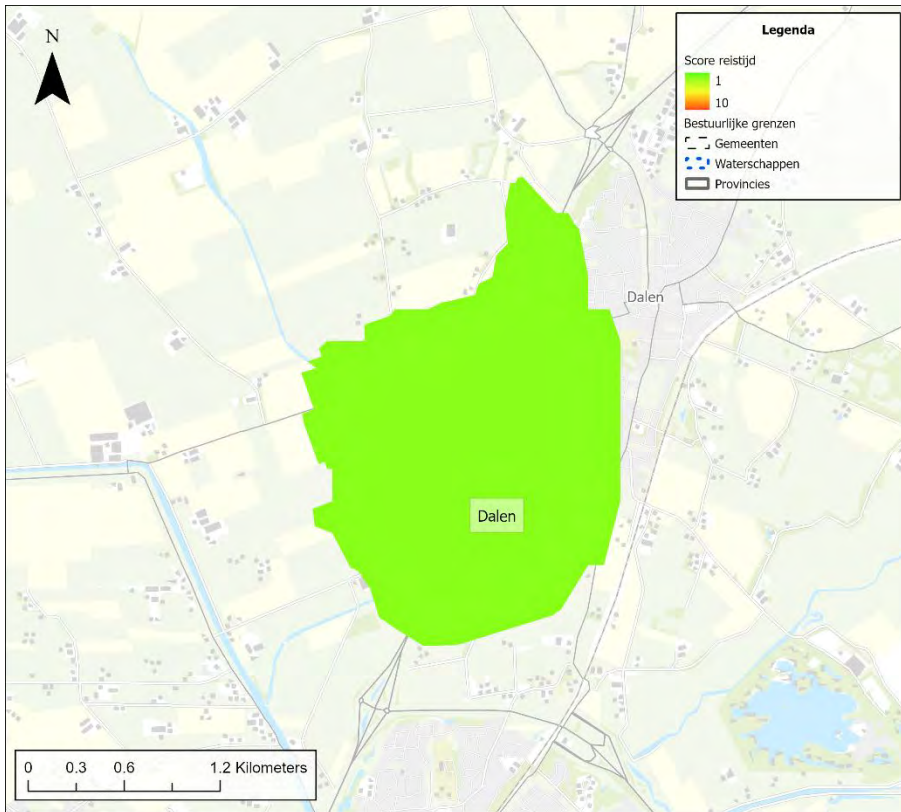 N
Legenda
Score reistijd
1
10
Bestuurlijke grenzen
Gemeenten
Waterschappen
Provincies
Dalen
Dalen
0 0.3 0.6 1.2 Kilometers